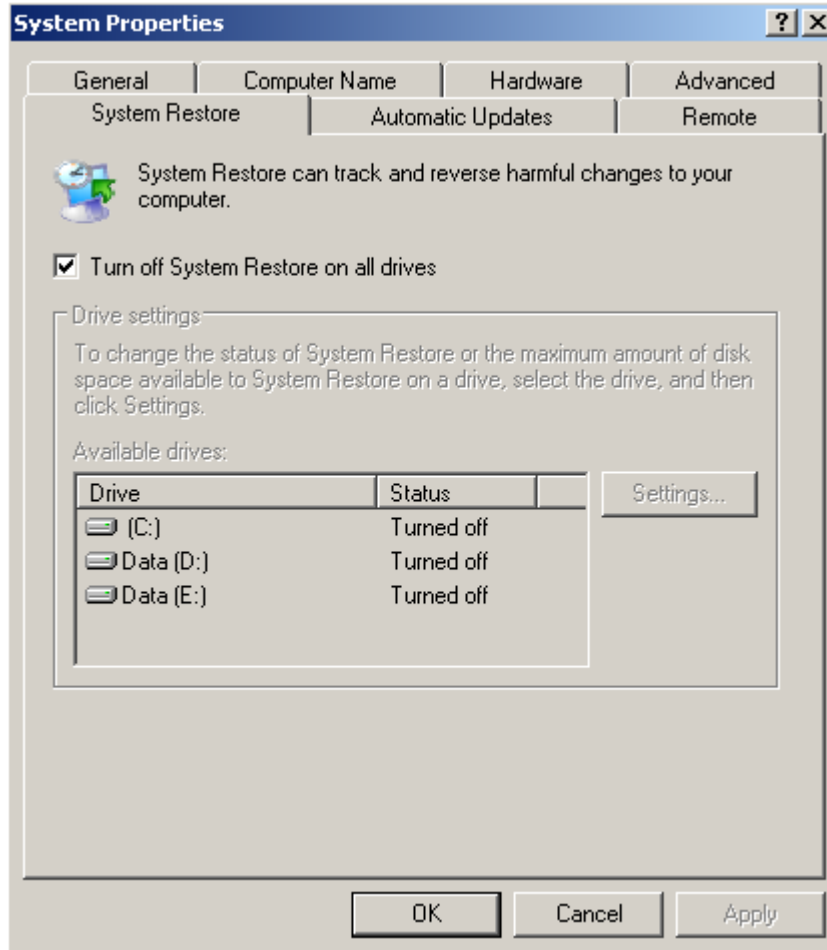 System Properties
General Computer Name Hardware Advanced
System Restore Automatic Updates Remote
System Restore can track and reverse harmful changes to your
computer.
Turn off System Restore on all drives
Drive settings
To change the status of System Restore or the maximum amount of disk
space available to System Restore on a drive, select the drive, and then
click Settings.
Available drives:
Drive Status
Settings...
(C:) Turned off
Data (D:) Turned off
Data (E:) Turned off
OK Cancel Apply